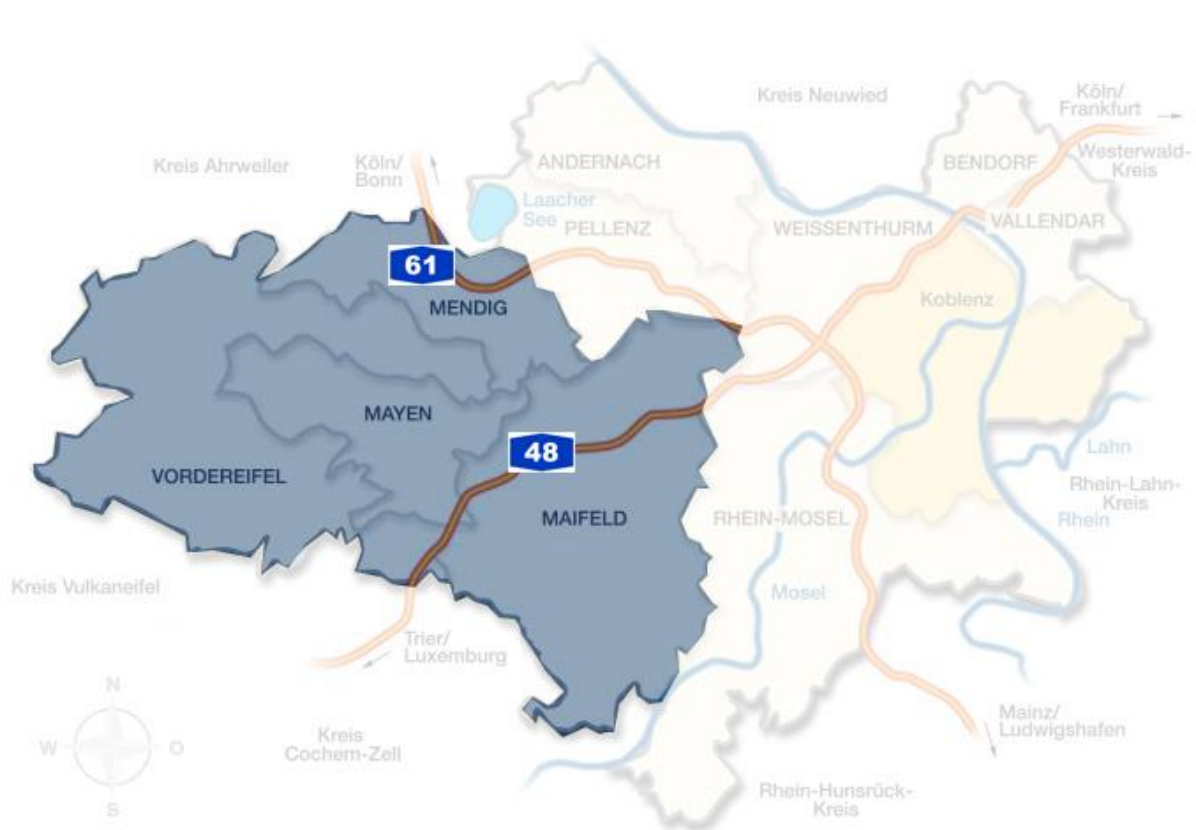 Kreis Neuwied
Köln/
Frankfurt
Kreis Ahrweiler
Köln/
Bonn
ANDERNACH
BENDORF
Westerwald-
Kreis
Laacher
See
PELLENZ
WEISSENTHURM
VALLENDAR
61
MENDIG
Koblenz
MAYEN
48
Lahn
VORDEREIFEL
MAIFELD
RHEIN-MOSEL
Rhein-Lahn-
Kreis
Rhein
Kreis Vulkaneifel
Mosel
Trier/
Luxemburg
N
W
O
S
Kreis
Cochem-Zell
Mainz/
Ludwigshafen
Rhein-Hunsrück-
Kreis